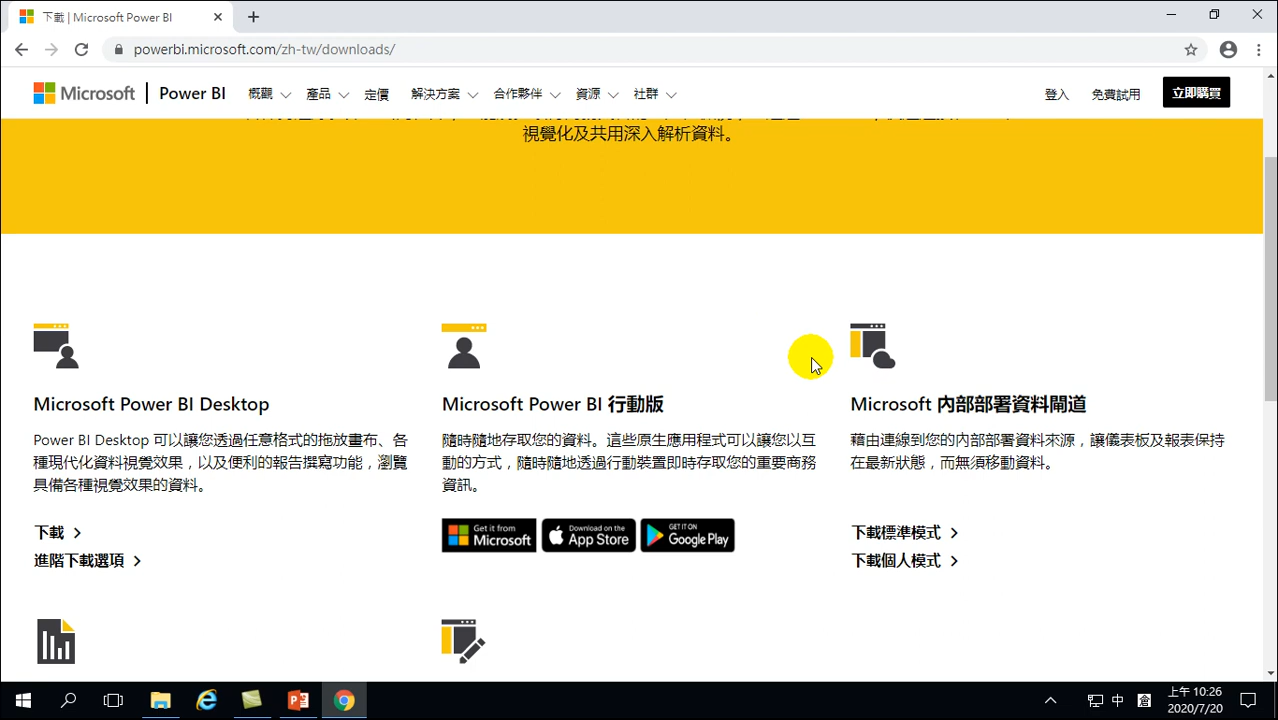 下載 | Microsoft Power BI
powerbi.microsoft.com/zh-tw/downloads/
Microsoft | Power BI 概觀 產品 定價 解決方案 合作夥伴 資源 社群 登入 免費試用 立即購買
視覺化及共用深入解析資料。
Microsoft Power BI Desktop
Power BI Desktop 可以讓您透過任意格式的拖放畫布、各
種現代化資料視覺效果，以及便利的報告撰寫功能，瀏覽
具備各種視覺效果的資料。
下載
進階下載選項
Microsoft Power BI 行動版
隨時隨地存取您的資料。這些原生應用程式可以讓您以互
動的方式，隨時隨地透過行動裝置即時存取您的重要商務
資訊。
Get it from
Microsoft
Download on the
App Store
GET IT ON
Google Play
Microsoft 內部部署資料閘道
藉由連線到您的內部部署資料來源，讓儀表板及報表保持
在最新狀態，而無須移動資料。
下載標準模式
下載個人模式
中
倉
上午 10:26
2020/7/20